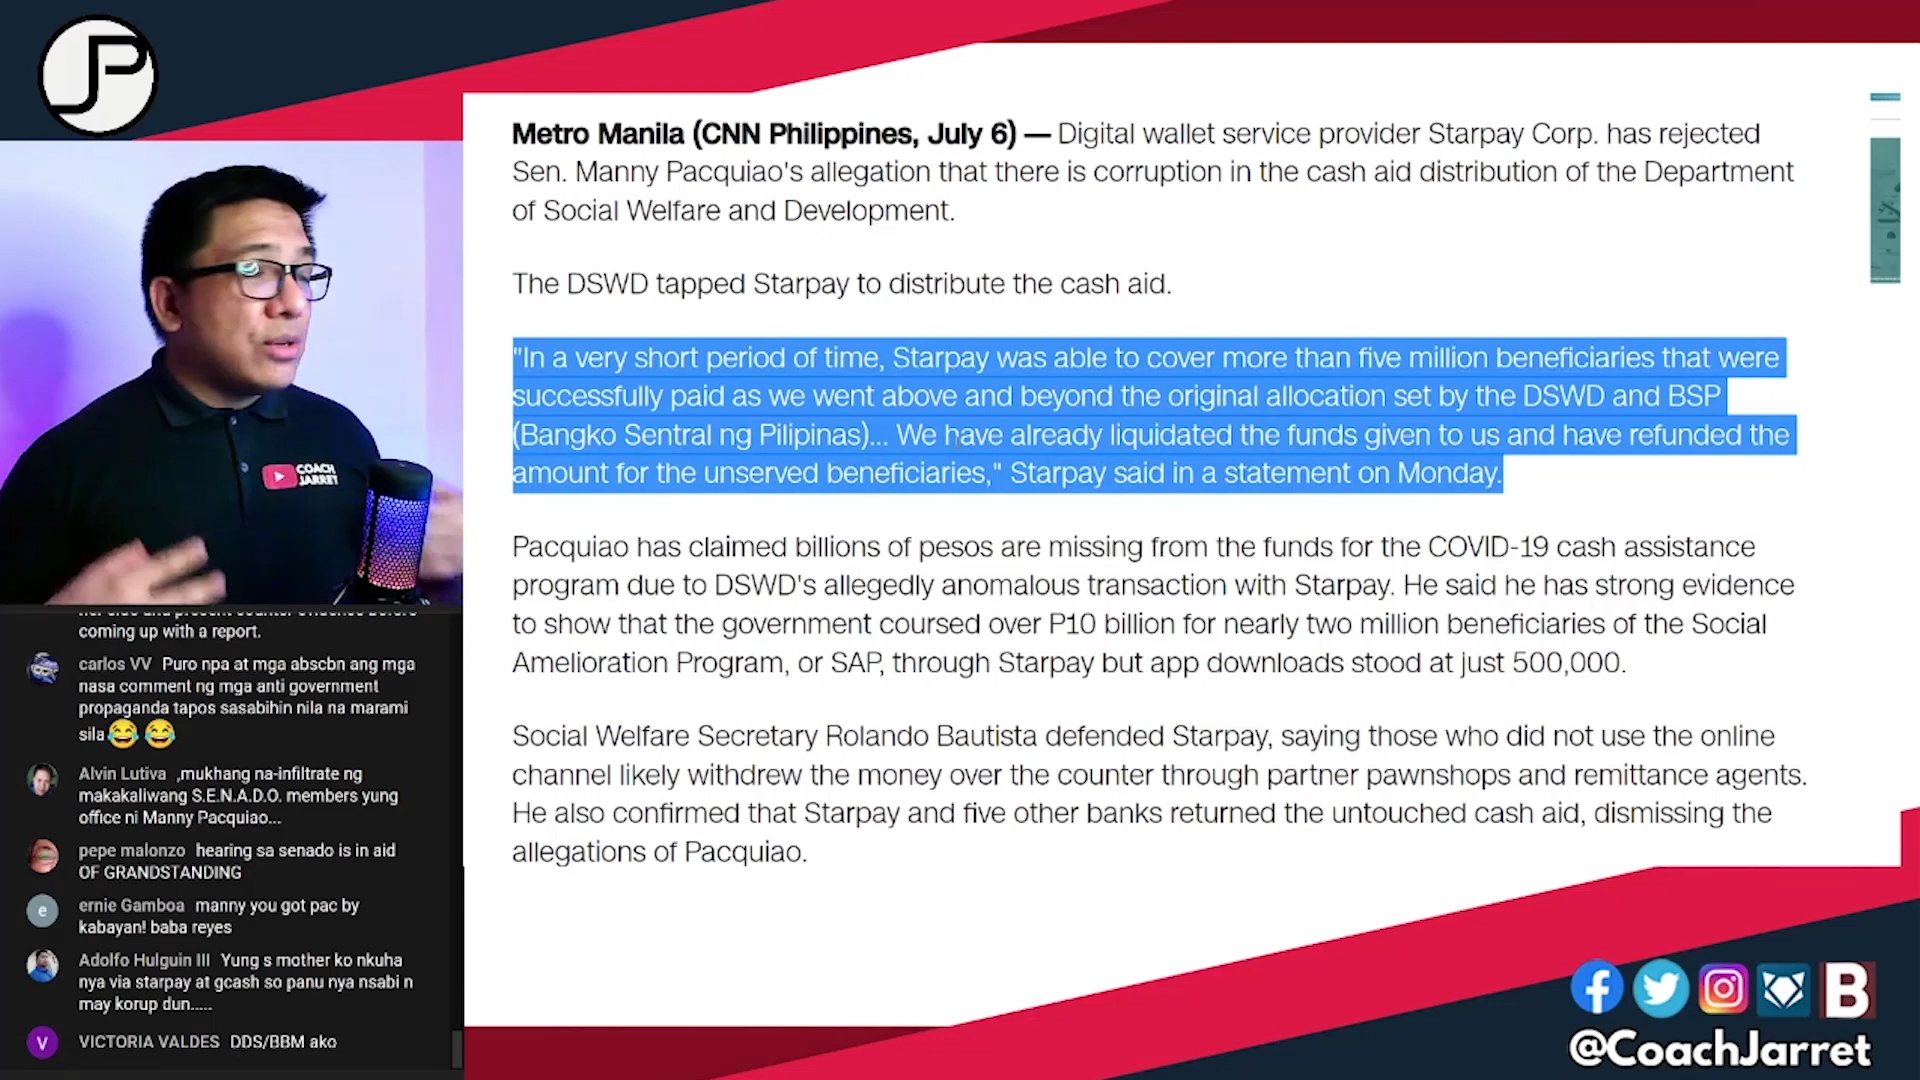 JP
Metro Manila (CNN Philippines, July 6) — Digital wallet service provider Starpay Corp. has rejected
Sen. Manny Pacquiao's allegation that there is corruption in the cash aid distribution of the Department
of Social Welfare and Development.
The DSWD tapped Starpay to distribute the cash aid.
"In a very short period of time, Starpay was able to cover more than five million beneficiaries that were
successfully paid as we went above and beyond the original allocation set by the DSWD and BSP
(Bangko Sentral ng Pilipinas)... We have already liquidated the funds given to us and have refunded the
amount for the unserved beneficiaries," Starpay said in a statement on Monday.
Pacquiao has claimed billions of pesos are missing from the funds for the COVID-19 cash assistance
program due to DSWD's allegedly anomalous transaction with Starpay. He said he has strong evidence
to show that the government coursed over P10 billion for nearly two million beneficiaries of the Social
Amelioration Program, or SAP, through Starpay but app downloads stood at just 500,000.
Social Welfare Secretary Rolando Bautista defended Starpay, saying those who did not use the online
channel likely withdrew the money over the counter through partner pawnshops and remittance agents.
He also confirmed that Starpay and five other banks returned the untouched cash aid, dismissing the
allegations of Pacquiao.
COACH
JARRET
coming up with a report.
carlos VV Puro npa at mga abscbn ang mga
nasa comment ng mga anti government
propaganda tapos sasabihin nila na marami
sila😂 😂
Alvin Lutiva ,mukhang na-infiltrate ng
makakaliwang S.E.N.A.D.O. members yung
office ni Manny Pacquiao...
pepe malonzo hearing sa senado is in aid
OF GRANDSTANDING
e
ernie Gamboa manny you got pac by
kabayan! baba reyes
Adolfo Hulguin III Yung s mother ko nkuha
nya via starpay at gcash so panu nya nsabi n
may korup dun.....
V
VICTORIA VALDES DDS/BBM ako
B
@CoachJarret